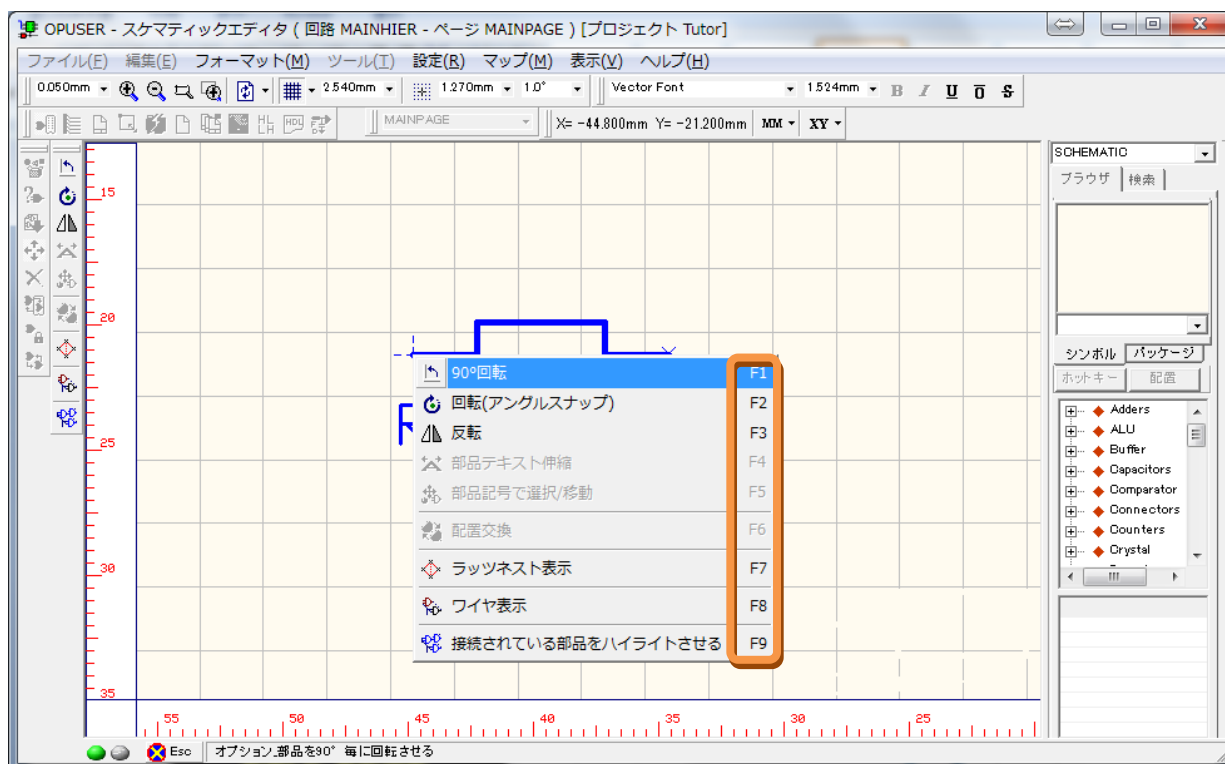 OPUSER - スケマティックエディタ ( 回路 MAINHIER - ページ MAINPAGE ) [プロジェクト Tutor]
ファイル(F) 編集(E) フォーマット(M) ツール(T) 設定(R) マップ(M) 表示(V) ヘルプ(H)
0.050mm 2.540mm 1.270mm 1.0° Vector Font 1.524mm B I U O S
MAINPAGE X= -44.800mm Y= -21.200mm MM XY
SCHEMATIC
ブラウザ 検索
15
20
25
30
35
90°回転 F1
回転(アングルスナップ) F2
反転 F3
部品テキスト伸縮 F4
部品記号で選択/移動 F5
配置交換 F6
ラッツネスト表示 F7
ワイヤ表示 F8
接続されている部品をハイライトさせる F9
シンボル パッケージ
ホットキー 配置
Adders
ALU
Buffer
Capacitors
Comparator
Connectors
Counters
Crystal
55 50 45 40 35 30 25
Esc オプション_部品を90° 毎に回転させる